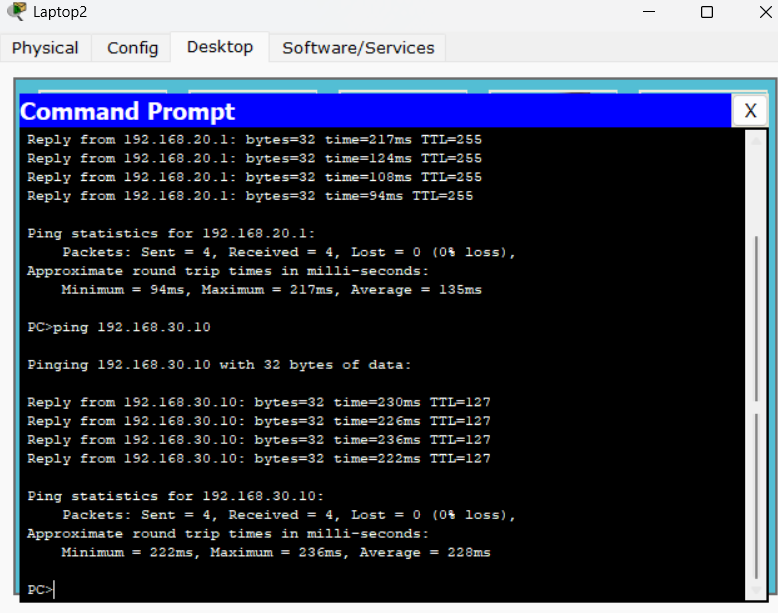 Laptop2
Physical Config Desktop Software/Services
Command Prompt X
Reply from 192.168.20.1: bytes=32 time=217ms TTL=255
Reply from 192.168.20.1: bytes=32 time=124ms TTL=255
Reply from 192.168.20.1: bytes=32 time=108ms TTL=255
Reply from 192.168.20.1: bytes=32 time=94ms TTL=255
Ping statistics for 192.168.20.1:
Packets: Sent = 4, Received = 4, Lost = 0 (0% loss),
Approximate round trip times in milli-seconds:
Minimum = 94ms, Maximum = 217ms, Average = 135ms
PC>ping 192.168.30.10
Pinging 192.168.30.10 with 32 bytes of data:
Reply from 192.168.30.10: bytes=32 time=230ms TTL=127
Reply from 192.168.30.10: bytes=32 time=226ms TTL=127
Reply from 192.168.30.10: bytes=32 time=236ms TTL=127
Reply from 192.168.30.10: bytes=32 time=222ms TTL=127
Ping statistics for 192.168.30.10:
Packets: Sent = 4, Received = 4, Lost = 0 (0% loss),
Approximate round trip times in milli-seconds:
Minimum = 222ms, Maximum = 236ms, Average = 228ms
PC>